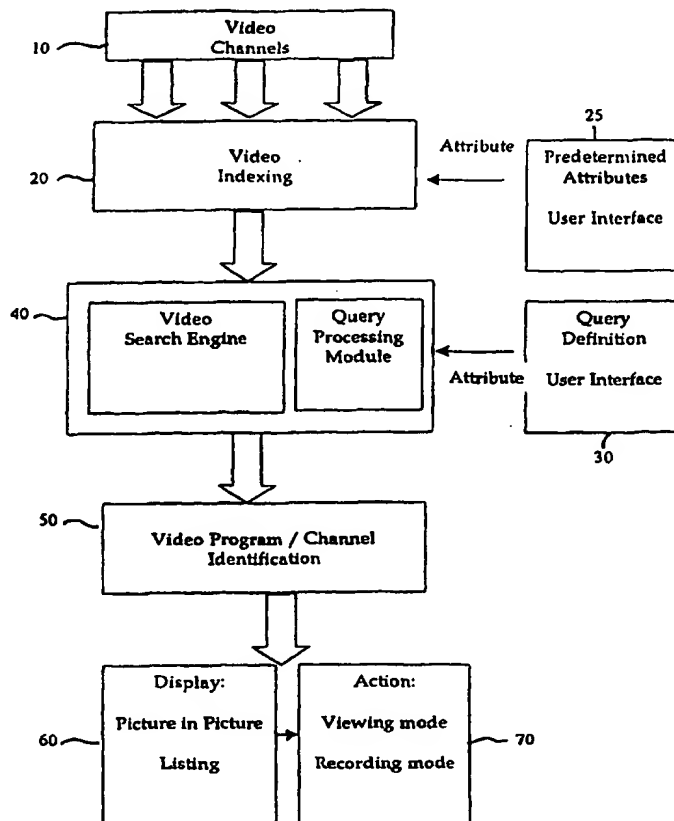 10
Video
Channels
20
Video
Indexing
Attribute
25
Predetermined
Attributes
User Interface
40
Video
Search Engine
Query
Processing
Module
Attribute
Query
Definition
User Interface
30
50
Video Program / Channel
Identification
60
Display:
Picture in Picture
Listing
Action:
Viewing mode
Recording mode
70